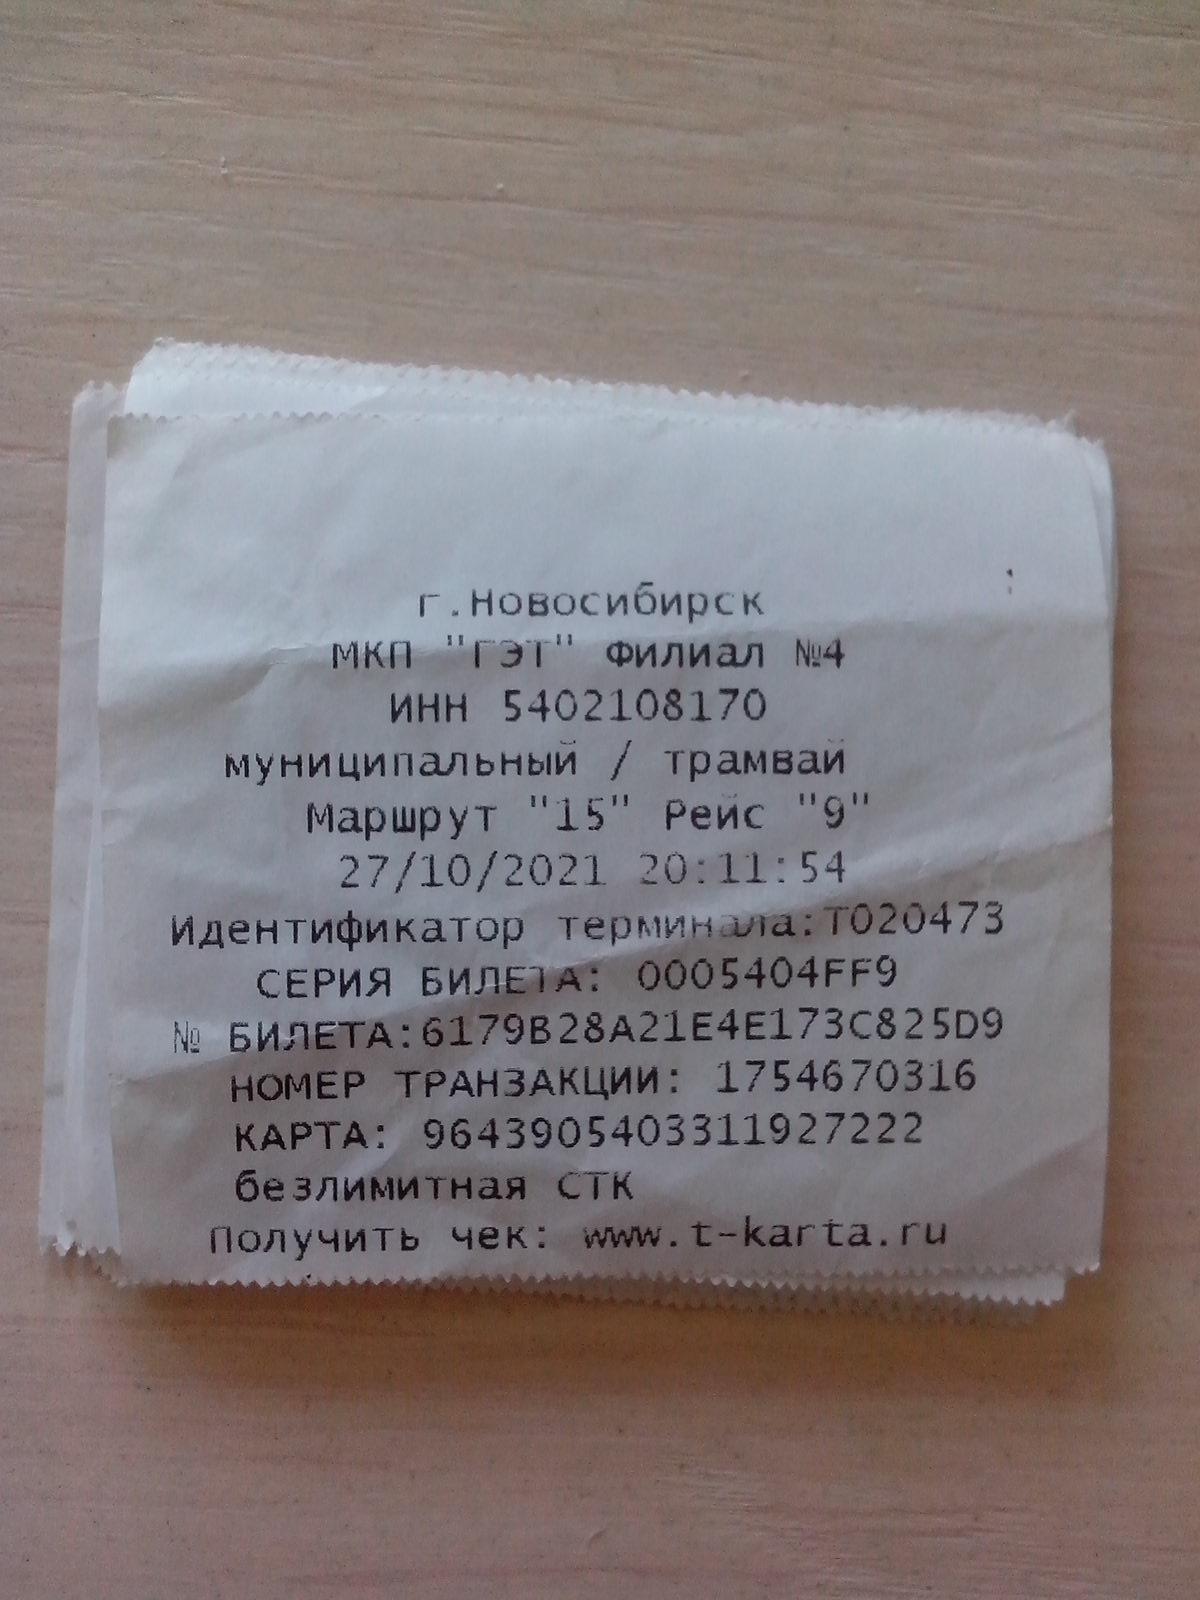 г.Новосибирск
МКП "ГЭТ" Филиал №4
ИНН 5402108170
муниципальный / трамвай
Маршрут "15" Рейс "9"
27/10/2021 20:11:54
Идентификатор терминала:T020473
СЕРИЯ БИЛЕТА: 0005404FF9
№ БИЛЕТА:6179B28A21E4E173C825D9
НОМЕР ТРАНЗАКЦИИ: 1754670316
КАРТА: 9643905403311927222
безлимитная СТК
Получить чек: www.t-karta.ru